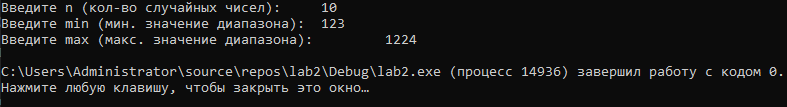 Введите n (кол-во случайных чисел):     10
Введите min (мин. значение диапазона):  123
Введите max (макс. значение диапазона):         1224
C:\Users\Administrator\source\repos\lab2\Debug\lab2.exe (процесс 14936) завершил работу с кодом 0.
Нажмите любую клавишу, чтобы закрыть это окно…